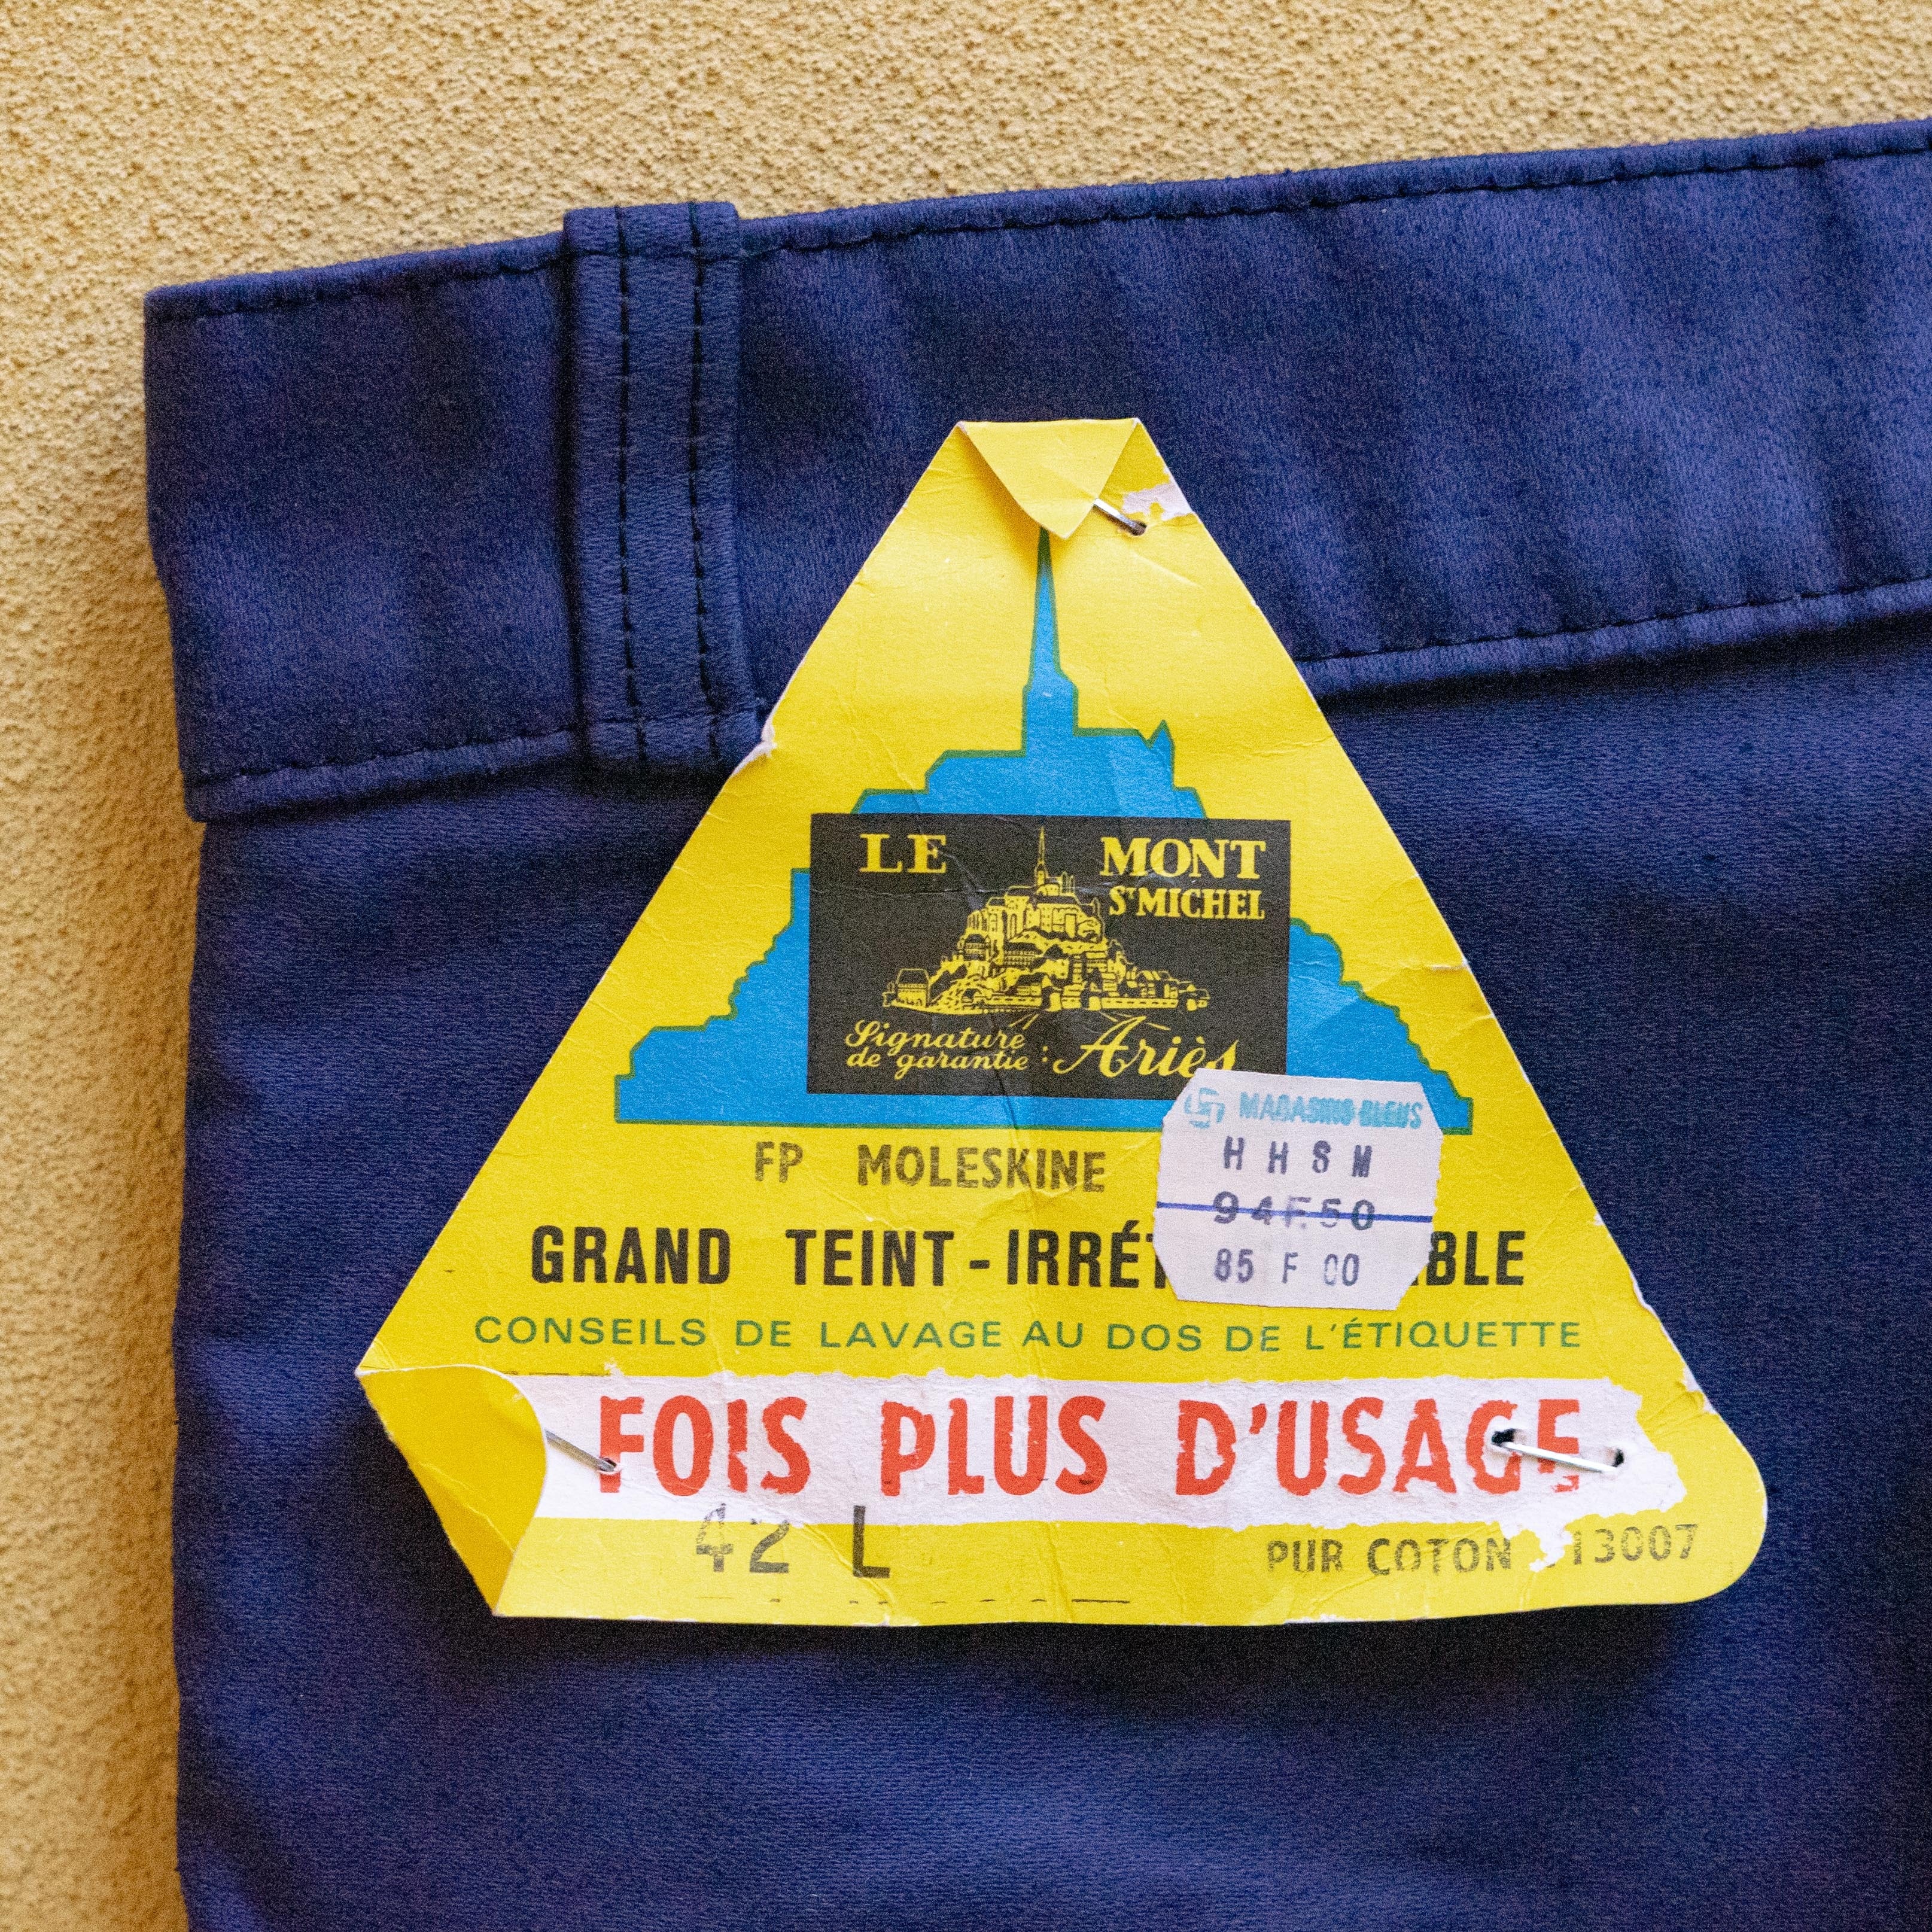 LE MONT
ST MICHEL
Signature
de garantie : Ariès
MAGASINS BLEUS
H H S M
94F50
85 F 00
FP MOLESKINE
GRAND TEINT - IRRÉT BLE
CONSEILS DE LAVAGE AU DOS DE L'ÉTIQUETTE
FOIS PLUS D'USAGE
42 L
PUR COTON 13007